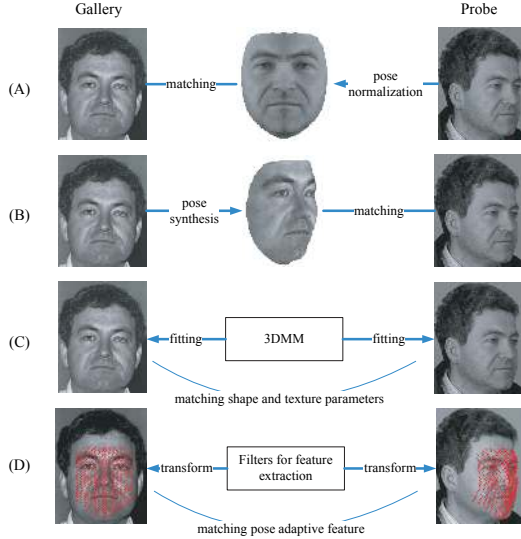 Gallery
Probe
(A)
matching
pose
normalization
(B)
pose
synthesis
matching
(C)
fitting
3DMM
fitting
matching shape and texture parameters
(D)
transform
Filters for feature
extraction
transform
matching pose adaptive feature